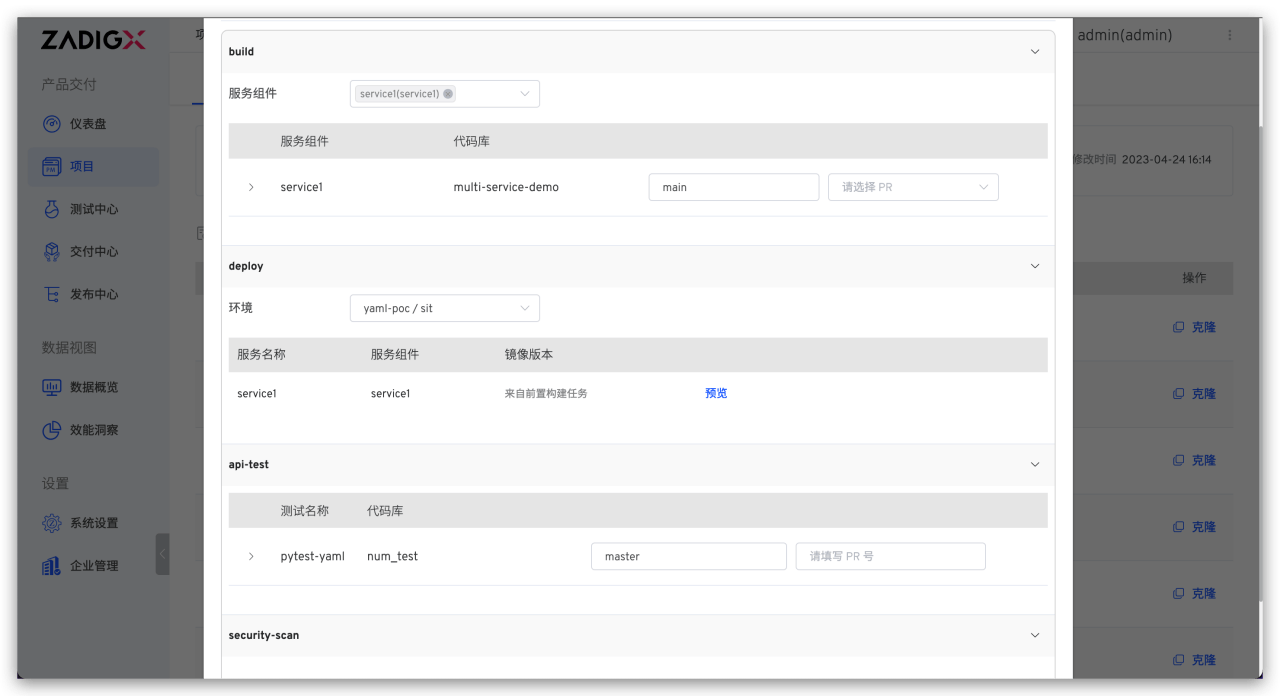 ZADIGX
项
admin(admin)
产品交付
仪表盘
项目
测试中心
交付中心
发布中心
数据视图
数据概览
效能洞察
设置
系统设置
企业管理
build
服务组件 service1(service1)
服务组件 代码库
service1 multi-service-demo main 请选择 PR
deploy
环境 yaml-poc / sit
服务名称 服务组件 镜像版本
service1 service1 来自前置构建任务 预览
api-test
测试名称 代码库
pytest-yaml num_test master 请填写 PR 号
security-scan
修改时间 2023-04-24 16:14
操作
克隆
克隆
克隆
克隆
克隆
克隆